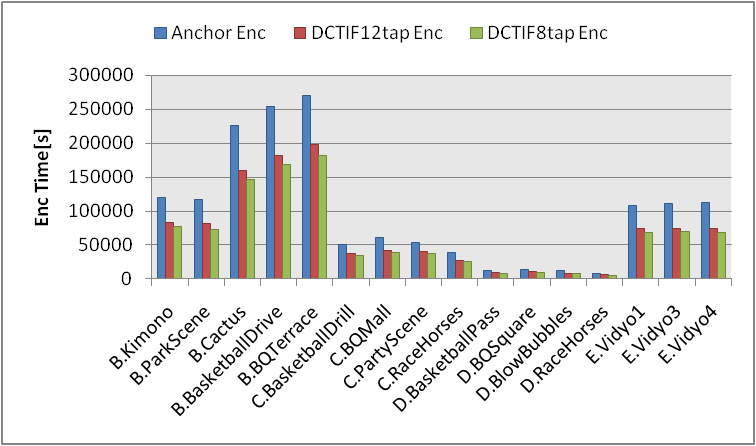 Anchor Enc DCTIF12tap Enc DCTIF8tap Enc
Enc Time[s]
300000
250000
200000
150000
100000
50000
0
B.Kimono
B.ParkScene
B.Cactus
B.BasketballDrive
B.BQTerrace
C.BasketballDrill
C.BQMall
C.PartyScene
C.RaceHorses
D.BasketballPass
D.BQSquare
D.BlowBubbles
D.RaceHorses
E.Vidyo1
E.Vidyo3
E.Vidyo4